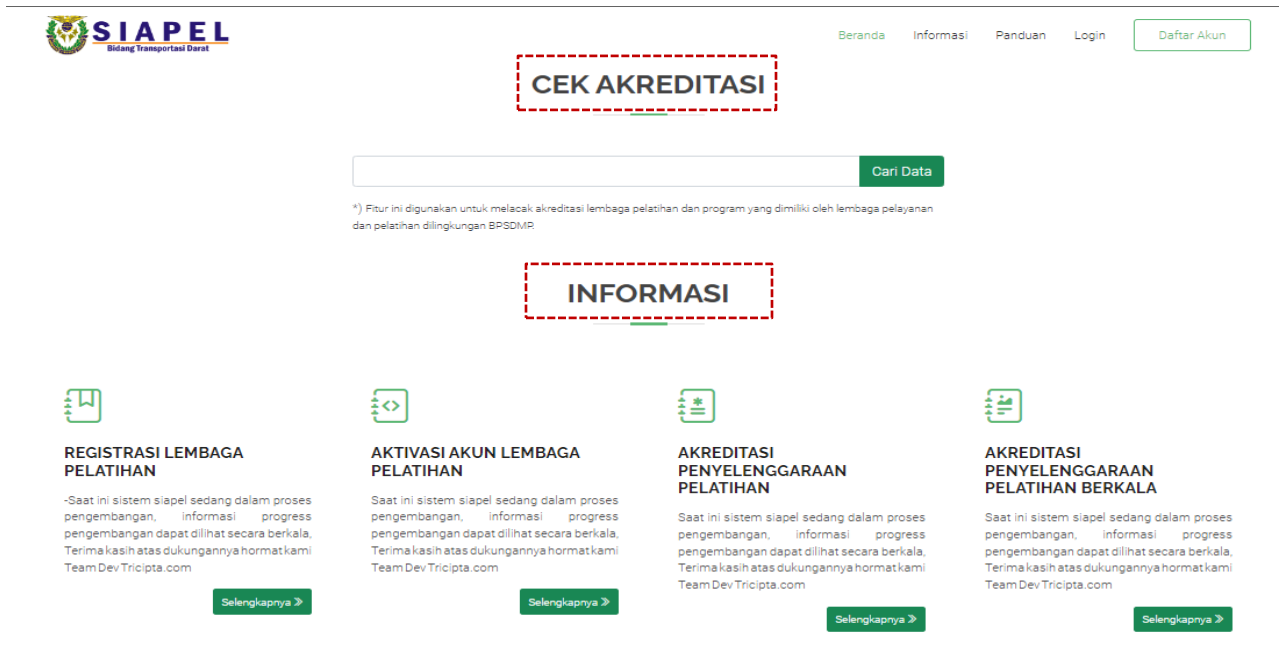 SIAPEL
Bidang Transportasi Darat
Beranda Informasi Panduan Login Daftar Akun
CEK AKREDITASI
Cari Data
*) Fitur ini digunakan untuk melacak akreditasi lembaga pelatihan dan program yang dimiliki oleh lembaga pelayanan
dan pelatihan dilingkungan BPSDMP.
INFORMASI
REGISTRASI LEMBAGA
PELATIHAN
-Saat ini sistem siapel sedang dalam proses
pengembangan, informasi progress
pengembangan dapat dilihat secara berkala,
Terima kasih atas dukungannya hormat kami
Team Dev Tricipta.com
Selengkapnya »
AKTIVASI AKUN LEMBAGA
PELATIHAN
Saat ini sistem siapel sedang dalam proses
pengembangan, informasi progress
pengembangan dapat dilihat secara berkala,
Terima kasih atas dukungannya hormat kami
Team Dev Tricipta.com
Selengkapnya »
AKREDITASI
PENYELENGGARAAN
PELATIHAN
Saat ini sistem siapel sedang dalam proses
pengembangan, informasi progress
pengembangan dapat dilihat secara berkala,
Terima kasih atas dukungannya hormat kami
Team Dev Tricipta.com
Selengkapnya »
AKREDITASI
PENYELENGGARAAN
PELATIHAN BERKALA
Saat ini sistem siapel sedang dalam proses
pengembangan, informasi progress
pengembangan dapat dilihat secara berkala,
Terima kasih atas dukungannya hormat kami
Team Dev Tricipta.com
Selengkapnya »